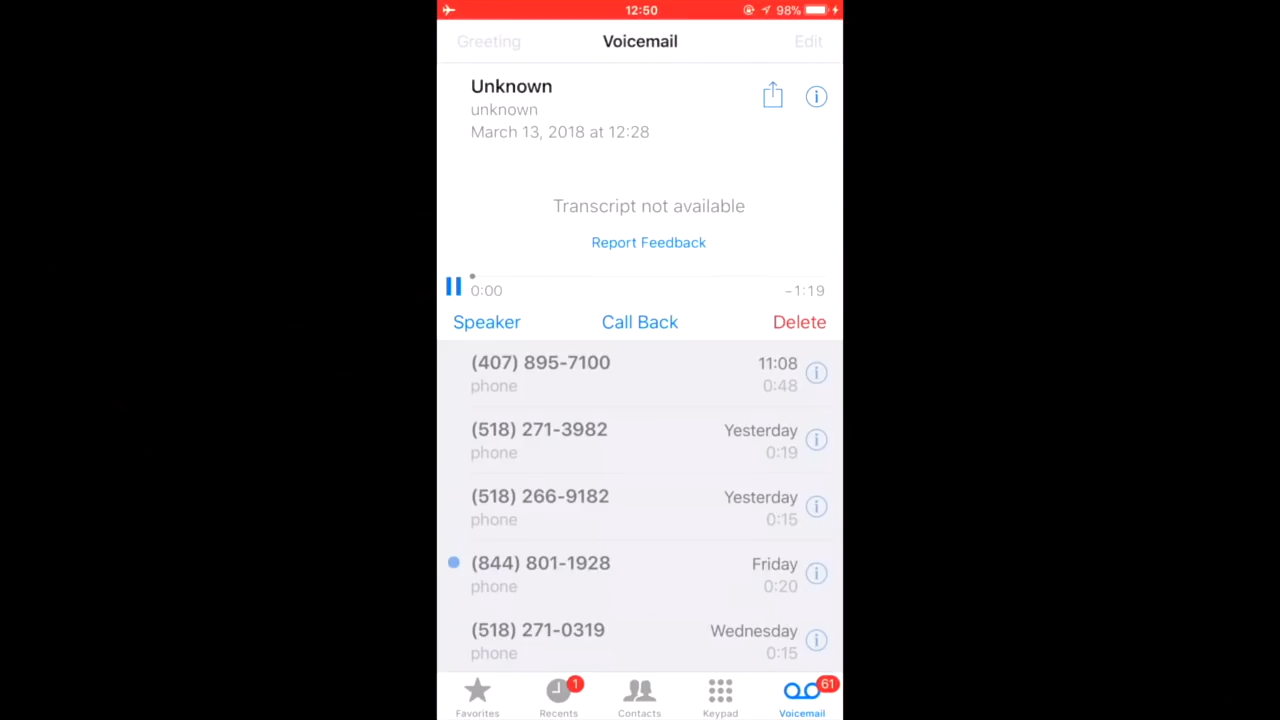 12:50 98%
Greeting Voicemail Edit
Unknown
unknown
March 13, 2018 at 12:28
Transcript not available
Report Feedback
0:00 -1:19
Speaker Call Back Delete
(407) 895-7100 11:08
phone 0:48
(518) 271-3982 Yesterday
phone 0:19
(518) 266-9182 Yesterday
phone 0:15
(844) 801-1928 Friday
phone 0:20
(518) 271-0319 Wednesday
phone 0:15
1 61
Favorites Recents Contacts Keypad Voicemail